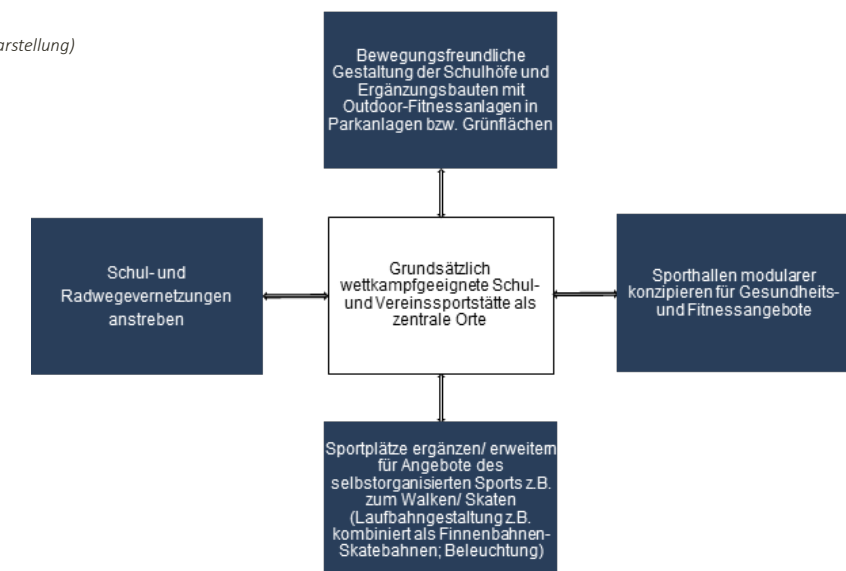 arstellung)
Bewegungsfreundliche
Gestaltung der Schulhöfe und
Ergänzungsbauten mit
Outdoor-Fitnessanlagen in
Parkanlagen bzw. Grünflächen
Schul- und
Radwegevernetzungen
anstreben
Grundsätzlich
wettkampfgeeignete Schul-
und Vereinssportstätte als
zentrale Orte
Sporthallen modularer
konzipieren für Gesundheits-
und Fitnessangebote
Sportplätze ergänzen/ erweitern
für Angebote des
selbstorganisierten Sports z.B.
zum Walken/ Skaten
(Laufbahngestaltung z.B.
kombiniert als Finnenbahnen-
Skatebahnen; Beleuchtung)